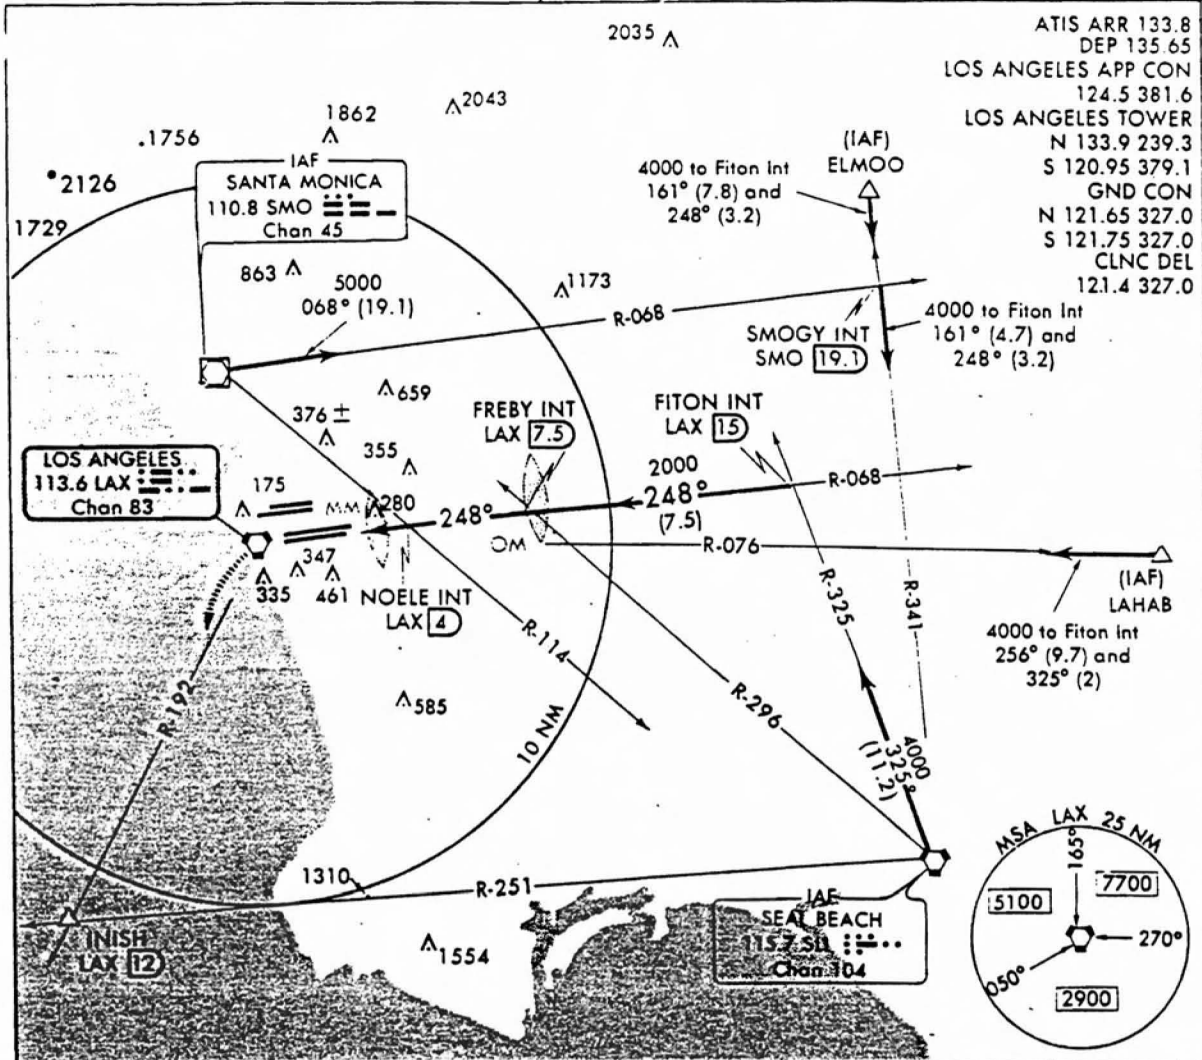 2035
ATIS ARR 133.8
DEP 135.65
LOS ANGELES APP CON
124.5 381.6
LOS ANGELES TOWER
N 133.9 239.3
S 120.95 379.1
GND CON
N 121.65 327.0
S 121.75 327.0
CLNC DEL
121.4 327.0
2043
1862
.1756
2126
1729
IAF
SANTA MONICA
110.8 SMO
Chan 45
(IAF)
ELMOO
4000 to Fiton Int
161° (7.8) and
248° (3.2)
863
5000
068° (19.1)
1173
R-068
SMOGY INT
SMO 19.1
4000 to Fiton Int
161° (4.7) and
248° (3.2)
659
376 ±
355
FREBY INT
LAX 7.5
FITON INT
LAX 15
LOS ANGELES
113.6 LAX
Chan 83
175
MM
280
248°
2000
248°
(7.5)
R-068
OM
R-076
347
335
461
NOELE INT
LAX 4
(IAF)
LAHAB
4000 to Fiton Int
256° (9.7) and
325° (2)
R-325
R-341
R-114
R-192
585
R-296
10 NM
4000
325°
(11.2)
1310
R-251
IAF
SEAL BEACH
115.7 SLI
Chan 104
INISH
LAX 12
1554
MSA LAX 25 NM
165°
5100
7700
270°
050°
2900